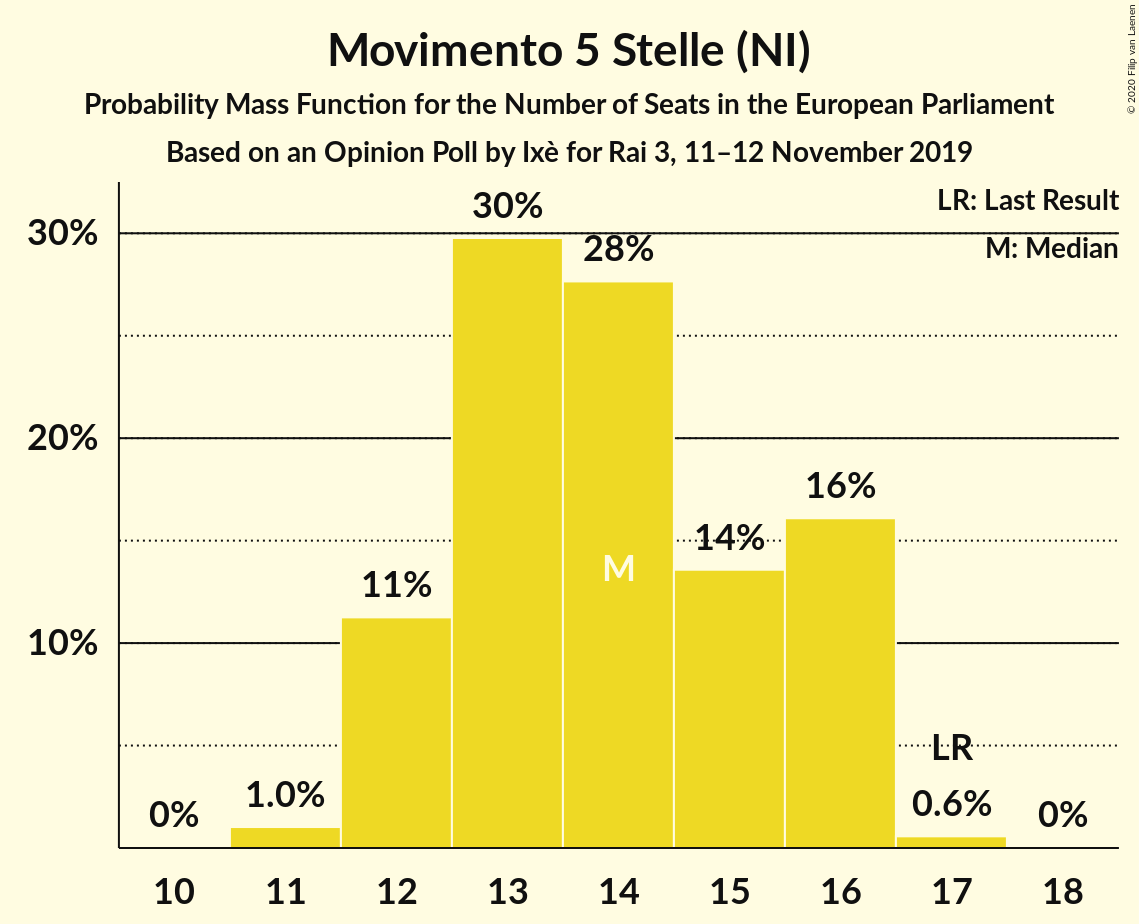 Movimento 5 Stelle (NI)
Probability Mass Function for the Number of Seats in the European Parliament
Based on an Opinion Poll by Ixè for Rai 3, 11–12 November 2019
© 2020 Filip van Laenen
LR: Last Result
M: Median
30%
20%
10%
0%
1.0%
11%
30%
28%
M
14%
16%
LR
0.6%
0%
10 11 12 13 14 15 16 17 18